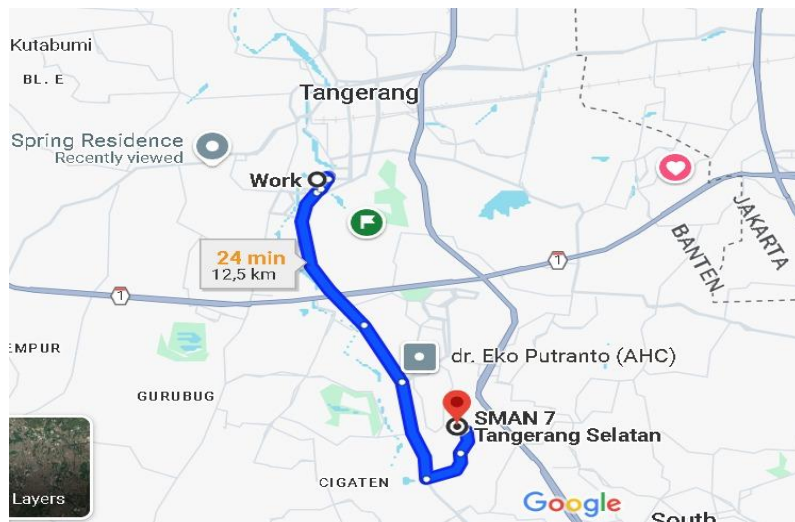 Kutabumi
BL. E
Tangerang
Spring Residence
Recently viewed
Work
24 min
12,5 km
1
1
JAKARTA
BANTEN
EMPUR
GURUBUG
dr. Eko Putranto (AHC)
SMAN 7
Tangerang Selatan
CIGATEN
Layers
Google
South